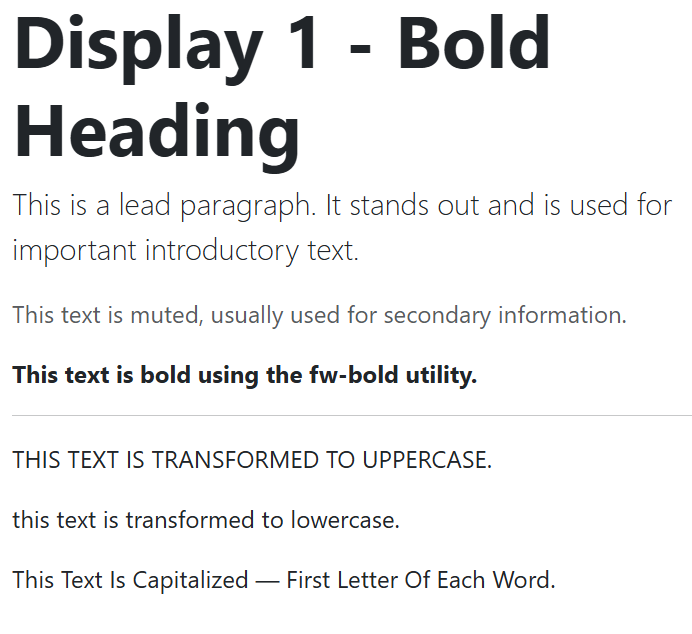 Display 1 - Bold
Heading
This is a lead paragraph. It stands out and is used for
important introductory text.
This text is muted, usually used for secondary information.
This text is bold using the fw-bold utility.
THIS TEXT IS TRANSFORMED TO UPPERCASE.
this text is transformed to lowercase.
This Text Is Capitalized — First Letter Of Each Word.